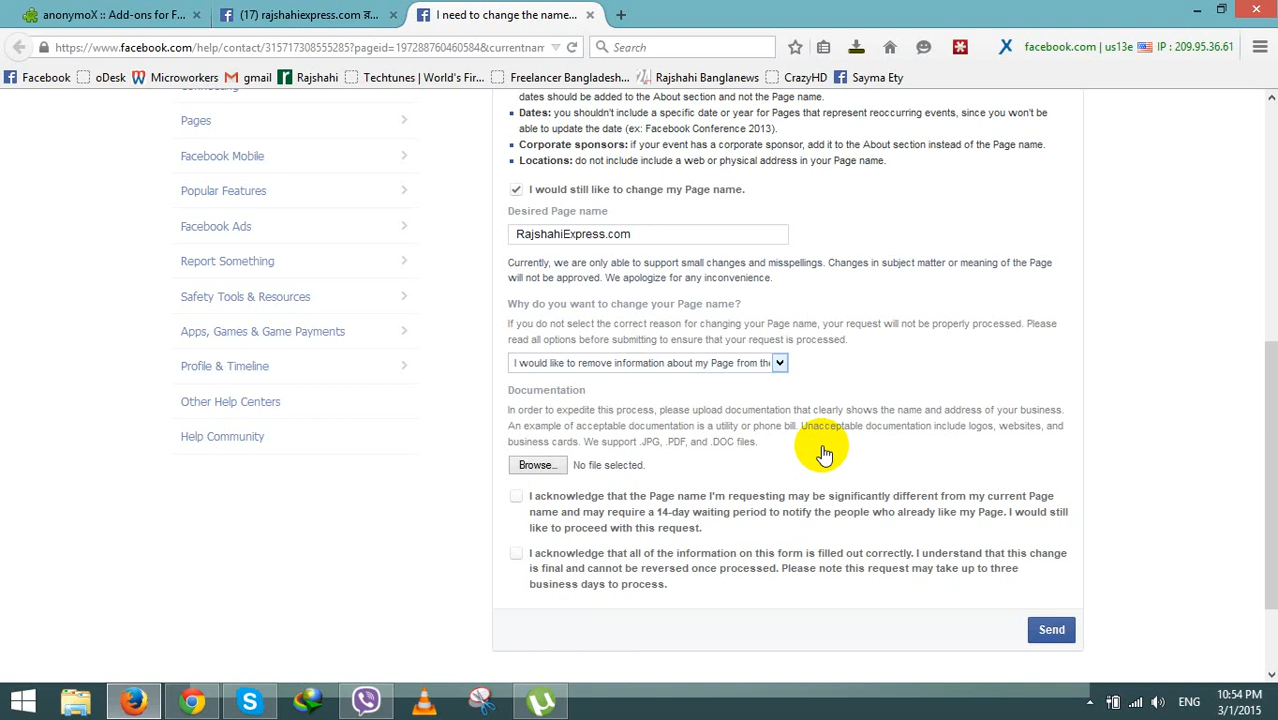 anonymoX :: Add-ons for F...
(17) rajshahiexpress.com
I need to change the name...
https://www.facebook.com/help/contact/315717308555285?pageid=197288760460584&currentnam
Search
facebook.com | us13e
IP : 209.95.36.61
Facebook
oDesk
Microworkers
gmail
Rajshahi
Techtunes | World's Fir...
Freelancer Bangladesh...
Rajshahi Banglanews
CrazyHD
Sayma Ety
Connecting
Pages
Facebook Mobile
Popular Features
Facebook Ads
Report Something
Safety Tools & Resources
Apps, Games & Game Payments
Profile & Timeline
Other Help Centers
Help Community
dates should be added to the About section and not the Page name.
Dates: you shouldn't include a specific date or year for Pages that represent reoccurring events, since you won't be
able to update the date (ex: Facebook Conference 2013).
Corporate sponsors: if your event has a corporate sponsor, add it to the About section instead of the Page name.
Locations: do not include include a web or physical address in your Page name.
I would still like to change my Page name.
Desired Page name
RajshahiExpress.com
Currently, we are only able to support small changes and misspellings. Changes in subject matter or meaning of the Page
will not be approved. We apologize for any inconvenience.
Why do you want to change your Page name?
If you do not select the correct reason for changing your Page name, your request will not be properly processed. Please
read all options before submitting to ensure that your request is processed.
I would like to remove information about my Page from the
Documentation
In order to expedite this process, please upload documentation that clearly shows the name and address of your business.
An example of acceptable documentation is a utility or phone bill. Unacceptable documentation include logos, websites, and
business cards. We support .JPG, .PDF, and .DOC files.
Browse... No file selected.
I acknowledge that the Page name I'm requesting may be significantly different from my current Page
name and may require a 14-day waiting period to notify the people who already like my Page. I would still
like to proceed with this request.
I acknowledge that all of the information on this form is filled out correctly. I understand that this change
is final and cannot be reversed once processed. Please note this request may take up to three
business days to process.
Send
ENG
10:54 PM
3/1/2015